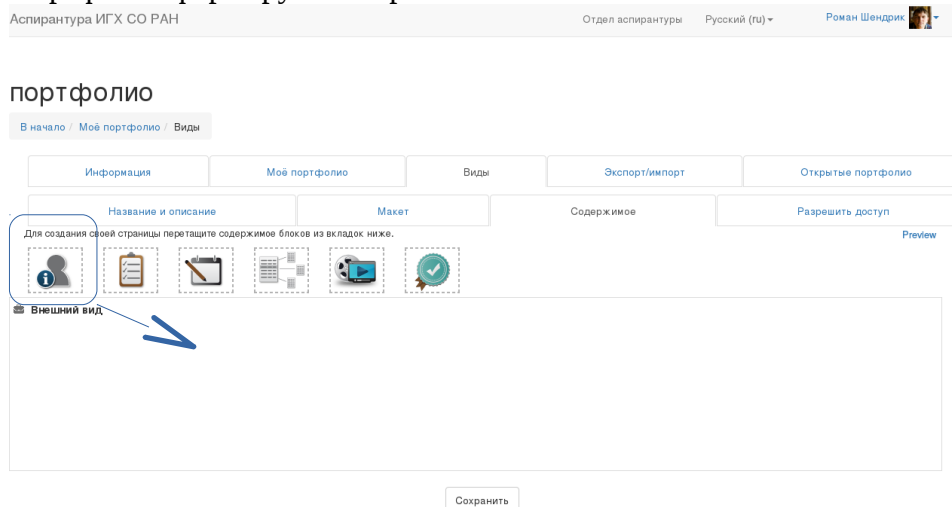 Аспирантура ИГХ СО РАН
Отдел аспирантуры
Русский (ru)
Роман Шендрик
портфолио
В начало / Моё портфолио / Виды
Информация
Моё портфолио
Виды
Экспорт/импорт
Открытые портфолио
Название и описание
Макет
Содержимое
Разрешить доступ
Для создания своей страницы перетащите содержимое блоков из вкладок ниже.
Preview
Внешний вид
Сохранить